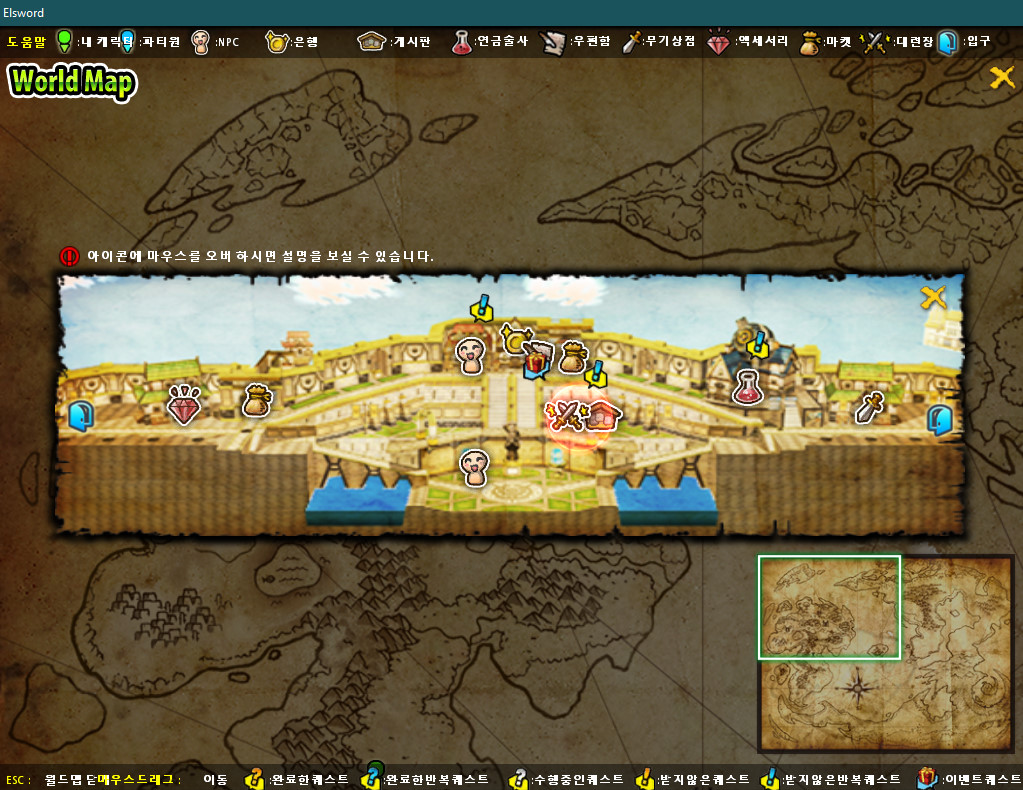 Elsword
도움말 :내 캐릭터 :파티원 :NPC :은행 :게시판 :연금술사 :우편함 :무기상점 :액세서리 :마켓 :대련장 :입구
World Map
아이콘에 마우스를 오버 하시면 설명을 보실 수 있습니다.
ESC : 월드맵 닫 마우스드래그 : 이동 :완료한퀘스트 :완료한반복퀘스트 :수행중인퀘스트 :받지않은퀘스트 :받지않은반복퀘스트 :이벤트퀘스트